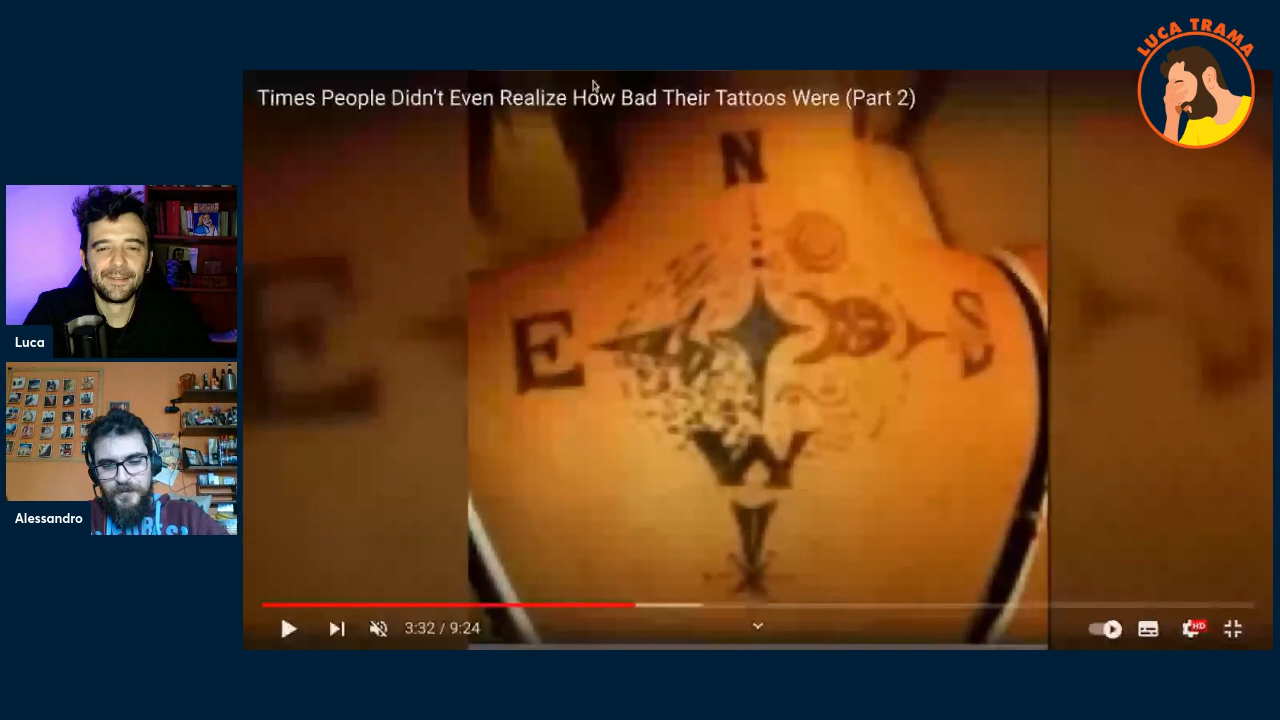 LUCA TRAMA
Times People Didn't Even Realize How Bad Their Tattoos Were (Part 2)
N
E
S
W
E
S
Luca
Alessandro
3:32 / 9:24
HD